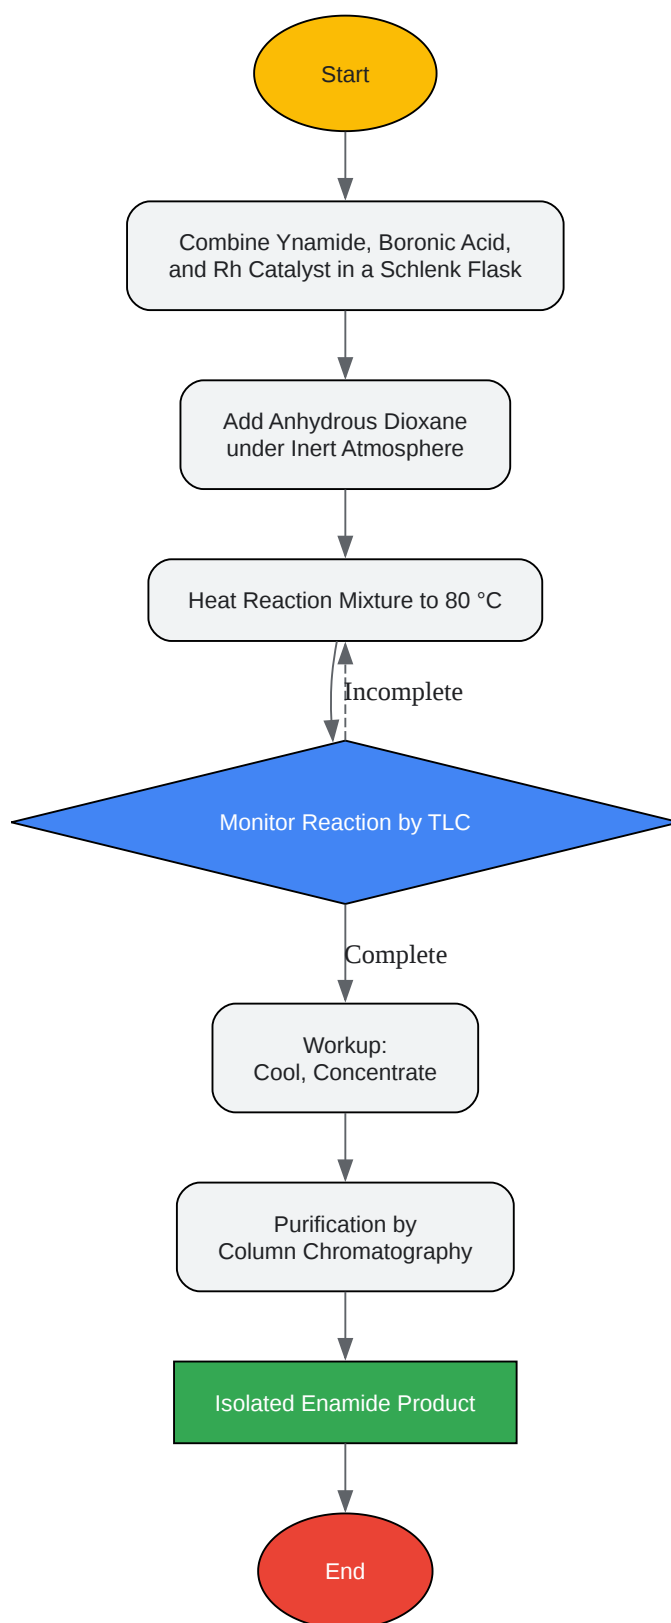 Start
Combine Ynamide, Boronic Acid,
and Rh Catalyst in a Schlenk Flask
Add Anhydrous Dioxane
under Inert Atmosphere
Heat Reaction Mixture to 80 °C
Incomplete
Monitor Reaction by TLC
Complete
Workup:
Cool, Concentrate
Purification by
Column Chromatography
Isolated Enamide Product
End